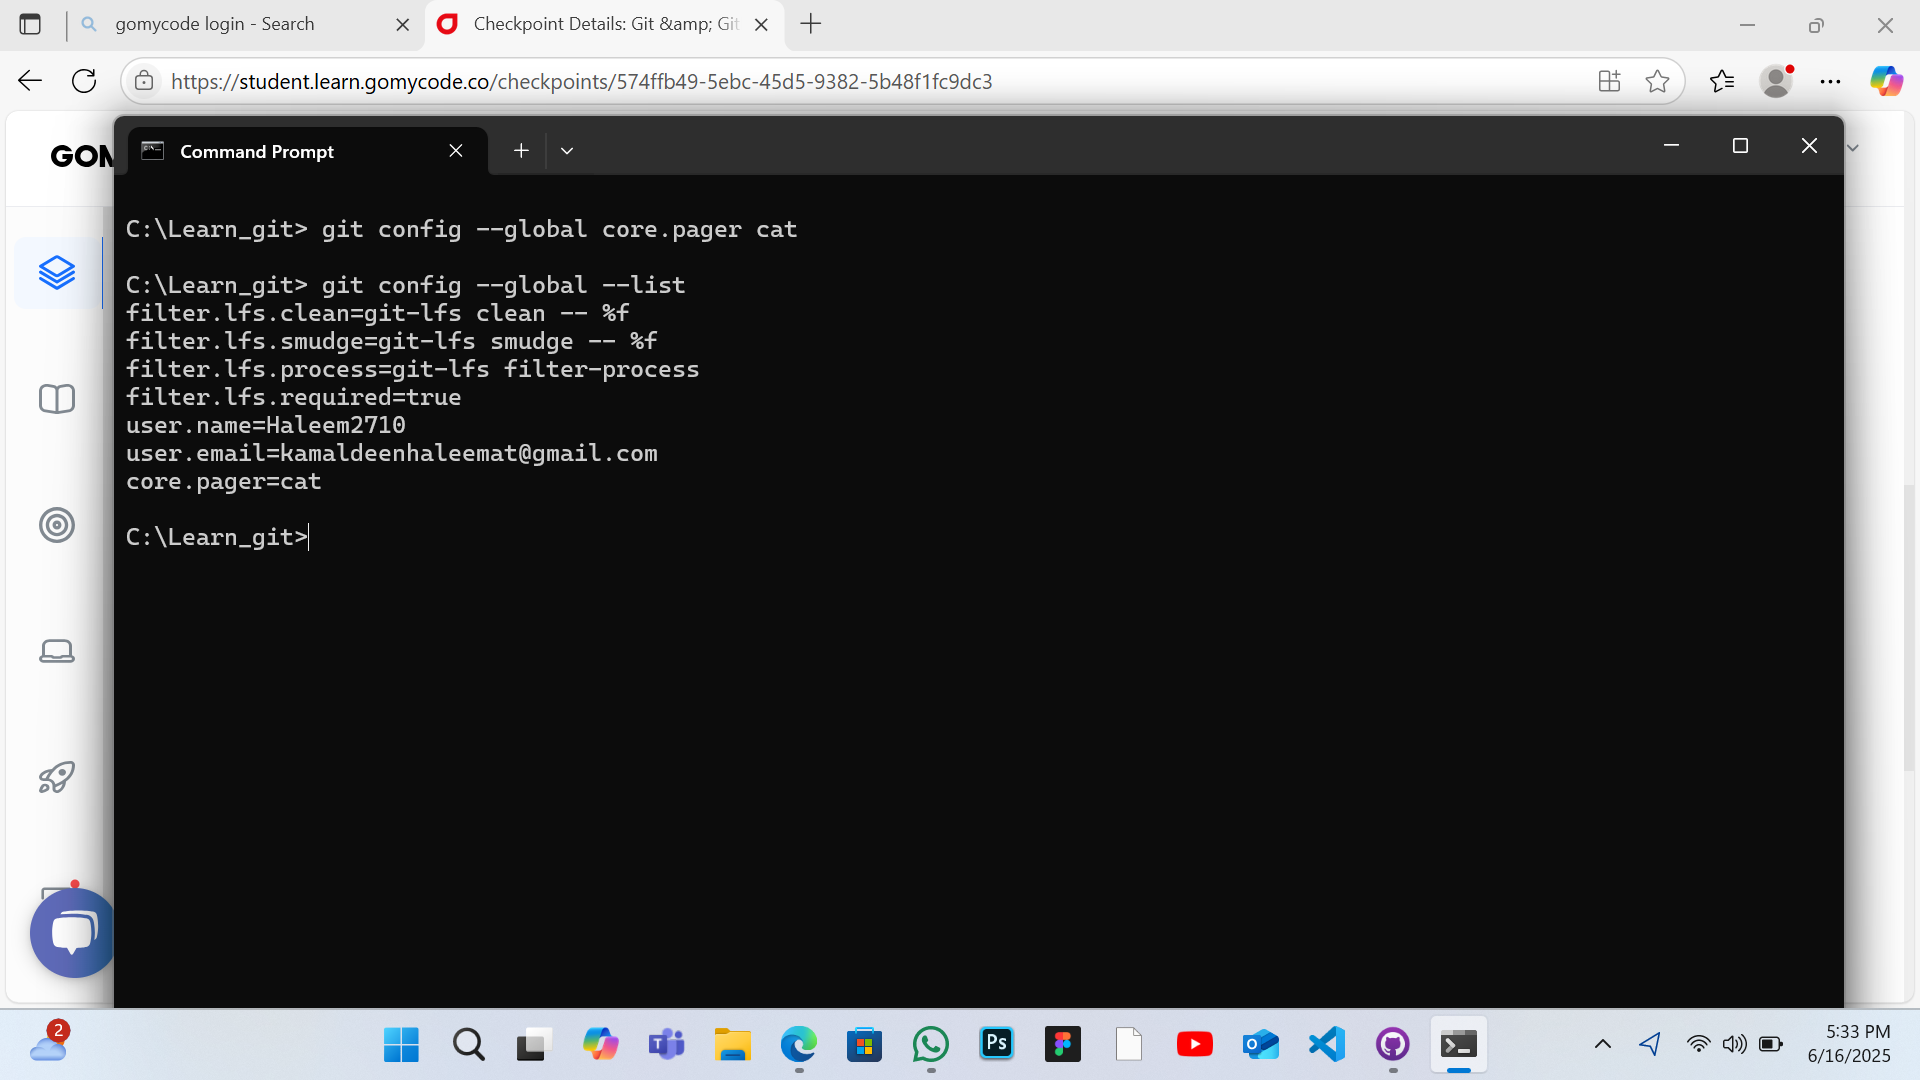 gomycode login - Search
Checkpoint Details: Git &amp; Git
https://student.learn.gomycode.co/checkpoints/574ffb49-5ebc-45d5-9382-5b48f1fc9dc3
GOM
Command Prompt
C:\Learn_git> git config --global core.pager cat
C:\Learn_git> git config --global --list
filter.lfs.clean=git-lfs clean -- %f
filter.lfs.smudge=git-lfs smudge -- %f
filter.lfs.process=git-lfs filter-process
filter.lfs.required=true
user.name=Haleem2710
user.email=kamaldeenhaleemat@gmail.com
core.pager=cat
C:\Learn_git>
2
Ps
5:33 PM
6/16/2025